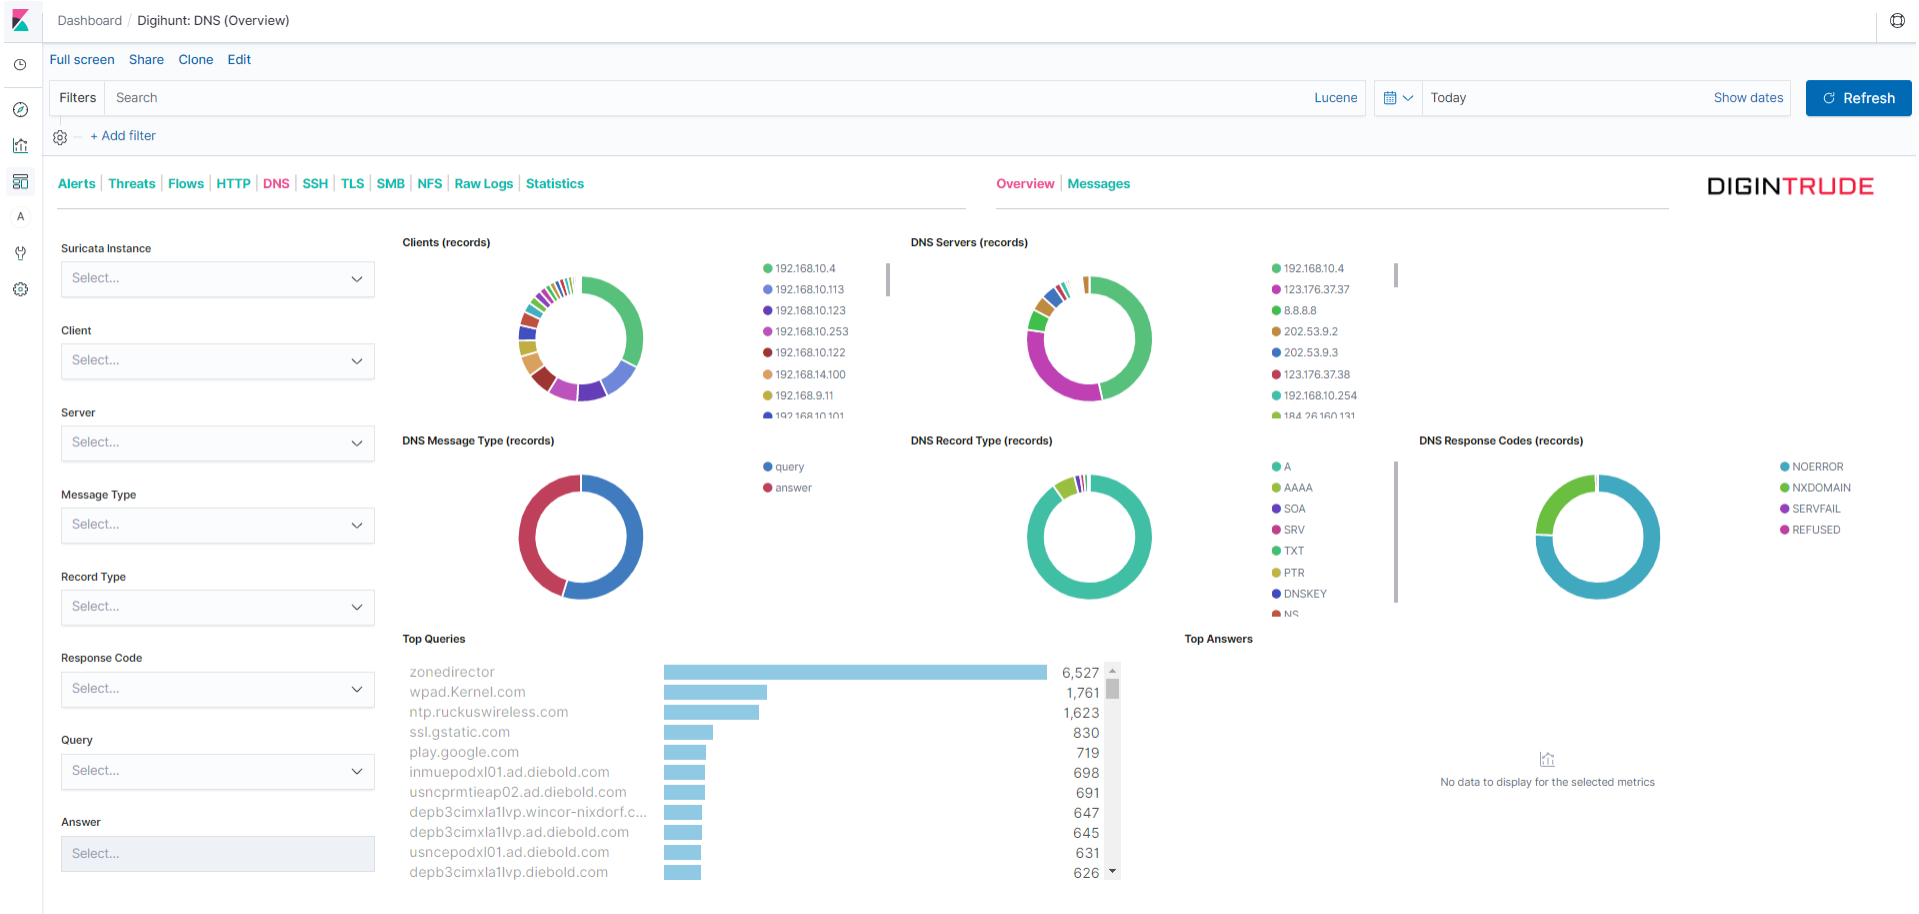 Dashboard / Digihunt: DNS (Overview)
Full screen Share Clone Edit
Filters Search Lucene Today Show dates Refresh
+ Add filter
Alerts Threats Flows HTTP DNS SSH TLS SMB NFS Raw Logs Statistics
Overview Messages
DIGINTRUDE
A
Suricata Instance
Select...
Client
Select...
Server
Select...
Message Type
Select...
Record Type
Select...
Response Code
Select...
Query
Select...
Answer
Select...
Clients (records)
192.168.10.4
192.168.10.113
192.168.10.123
192.168.10.253
192.168.10.122
192.168.14.100
192.168.9.11
192.168.10.101
DNS Servers (records)
192.168.10.4
123.176.37.37
8.8.8.8
202.53.9.2
202.53.9.3
123.176.37.38
192.168.10.254
184.26.160.131
DNS Message Type (records)
query
answer
DNS Record Type (records)
A
AAAA
SOA
SRV
TXT
PTR
DNSKEY
NS
DNS Response Codes (records)
NOERROR
NXDOMAIN
SERVFAIL
REFUSED
Top Queries
zonedirector 6,527
wpad.Kernel.com 1,761
ntp.ruckuswireless.com 1,623
ssl.gstatic.com 830
play.google.com 719
inmuepodxl01.ad.diebold.com 698
usncprmtieap02.ad.diebold.com 691
depb3cimxla1lvp.wincor-nixdorf.c... 647
depb3cimxla1lvp.ad.diebold.com 645
usncepodxl01.ad.diebold.com 631
depb3cimxla1lvp.diebold.com 626
Top Answers
No data to display for the selected metrics